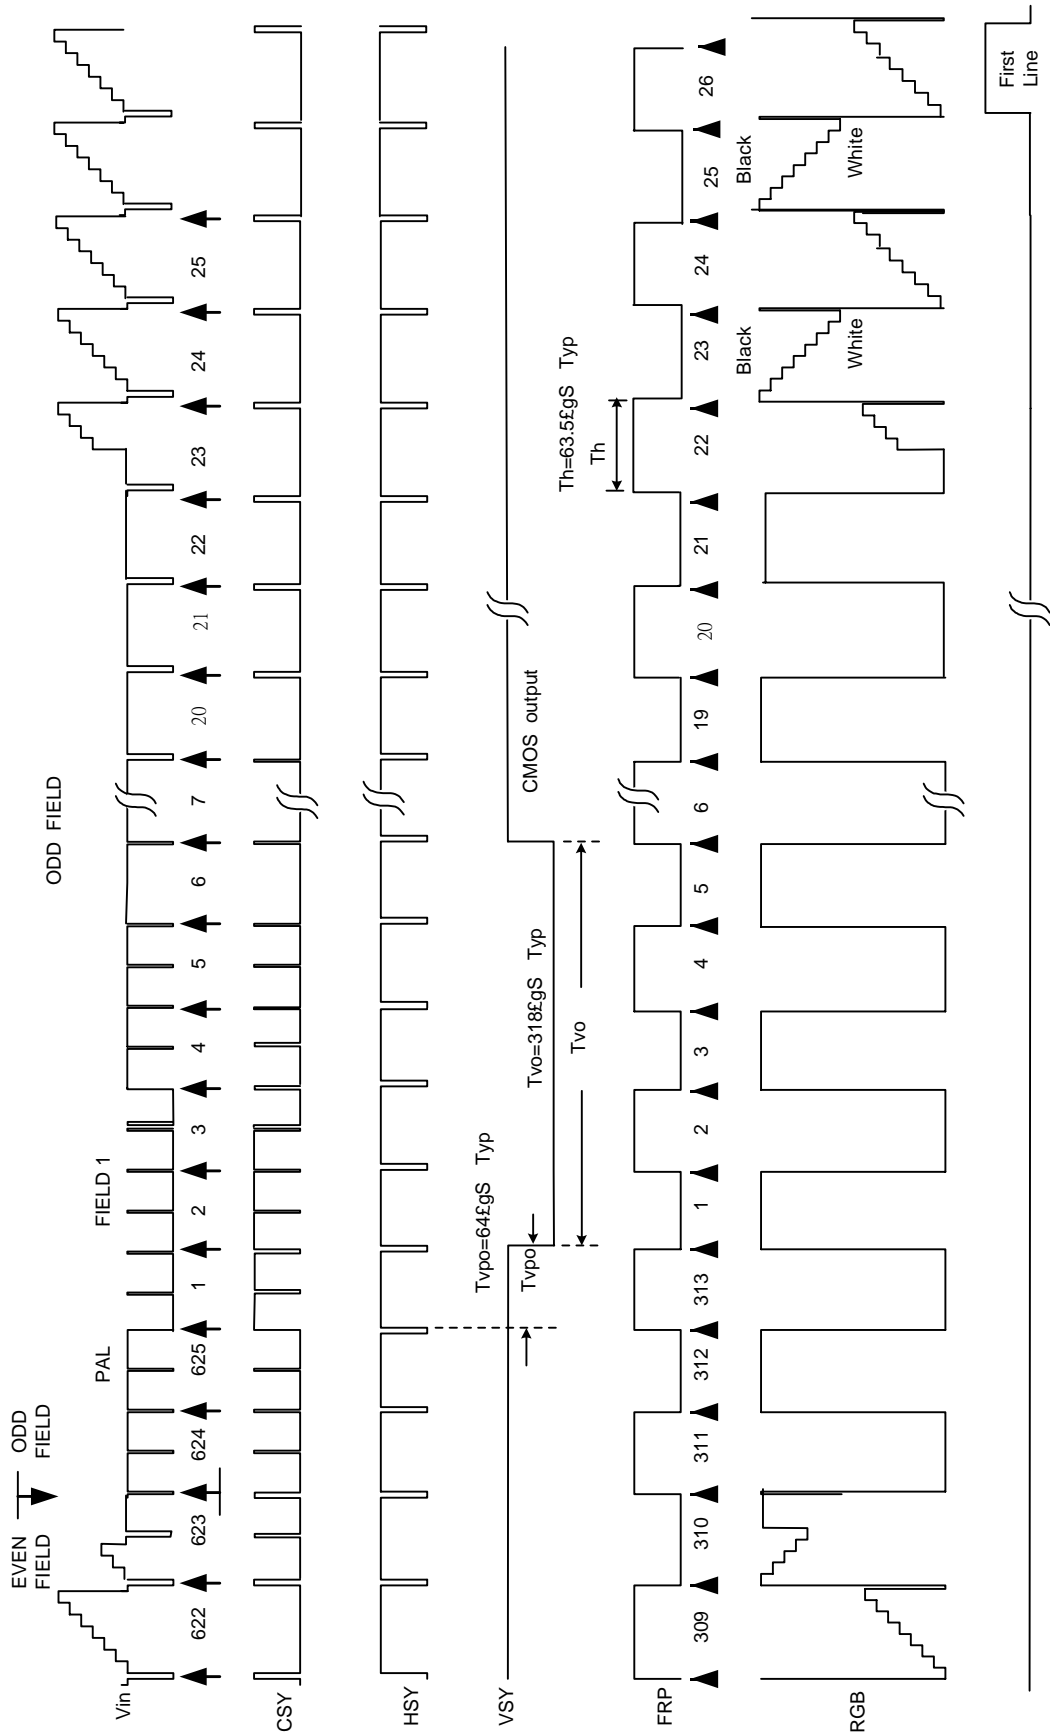 EVEN FIELD
ODD FIELD
PAL
FIELD 1
ODD FIELD
Vin
622
623
624
625
1
2
3
4
5
6
7
20
21
22
23
24
25
CSY
HSY
VSY
Tvpo=64£gS Typ
Tvpo
Tvo=318£gS Typ
Tvo
CMOS output
Th=63.5£gS Typ
Th
FRP
309
310
311
312
313
1
2
3
4
5
6
19
20
21
22
23
24
25
26
RGB
Black
White
Black
White
First
Line